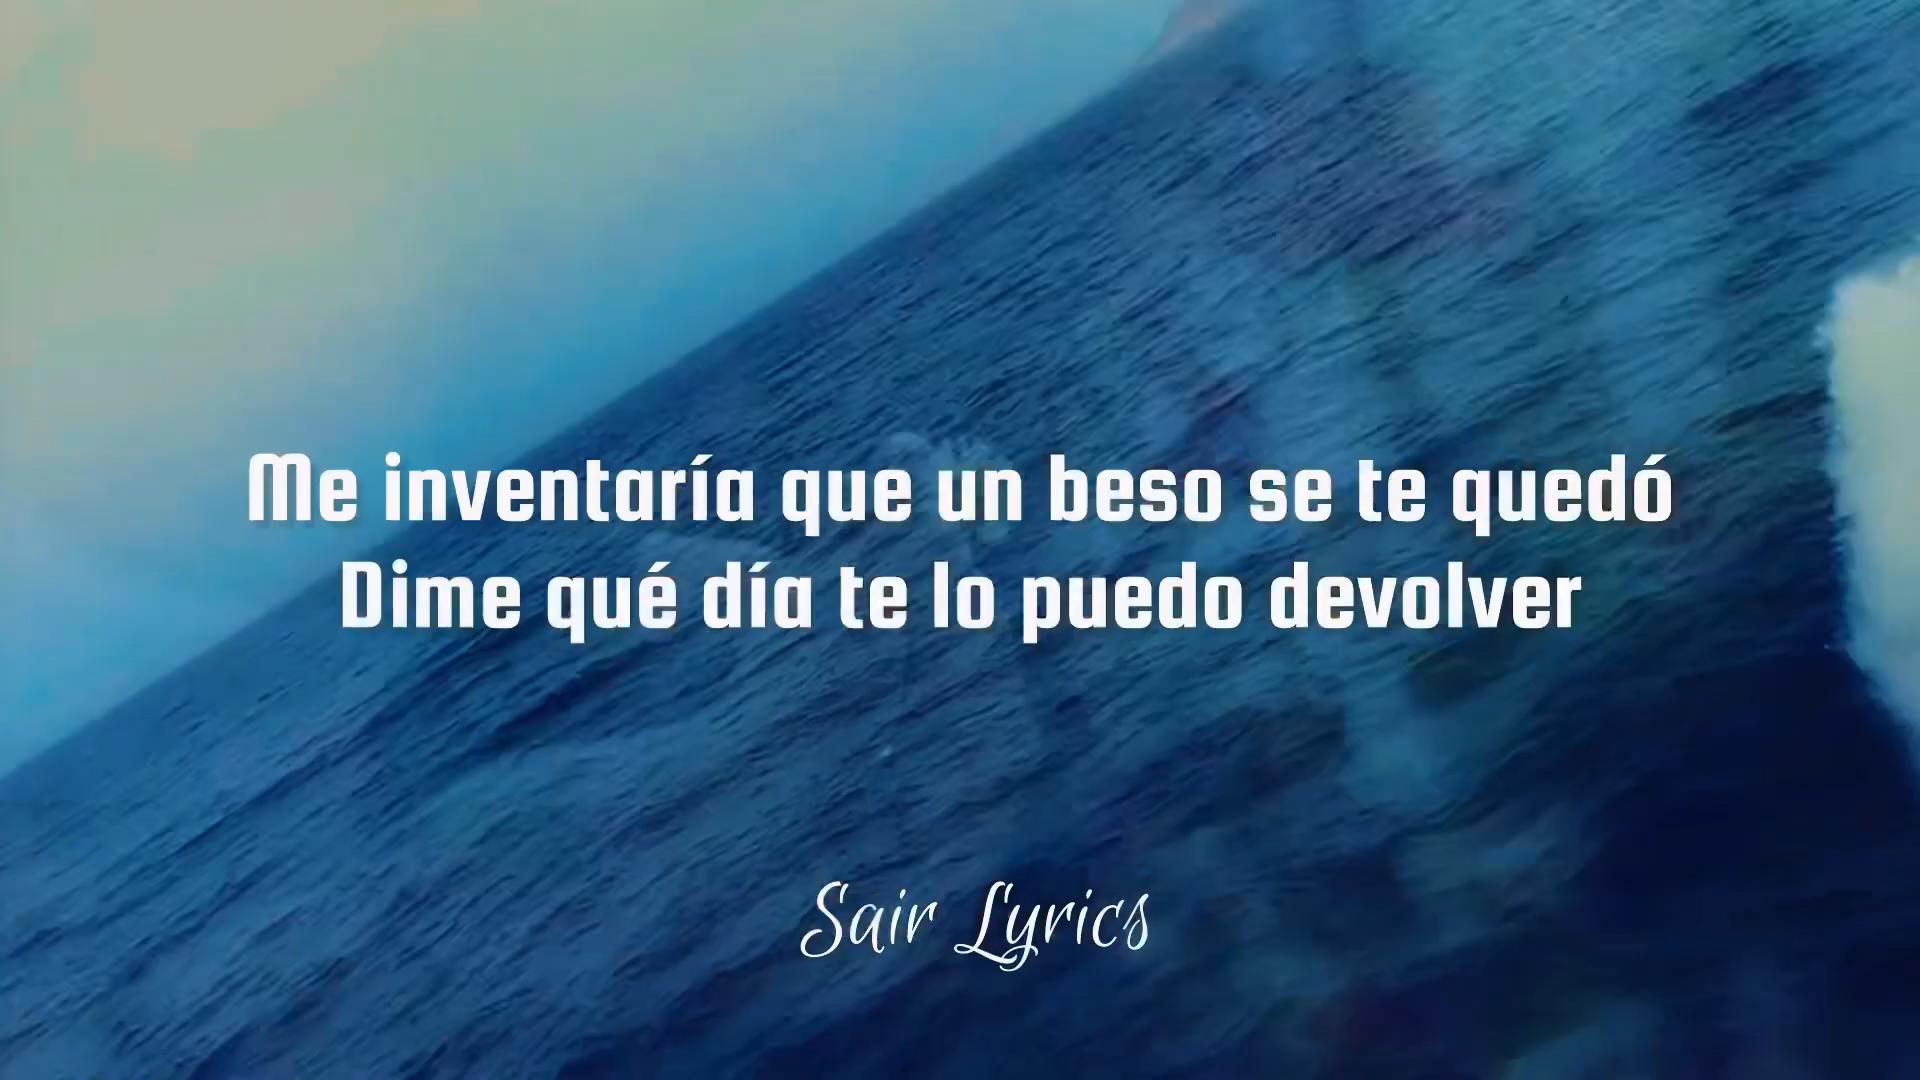 Me inventaría que un beso se te quedó
Dime qué día te lo puedo devolver
Sair Lyrics